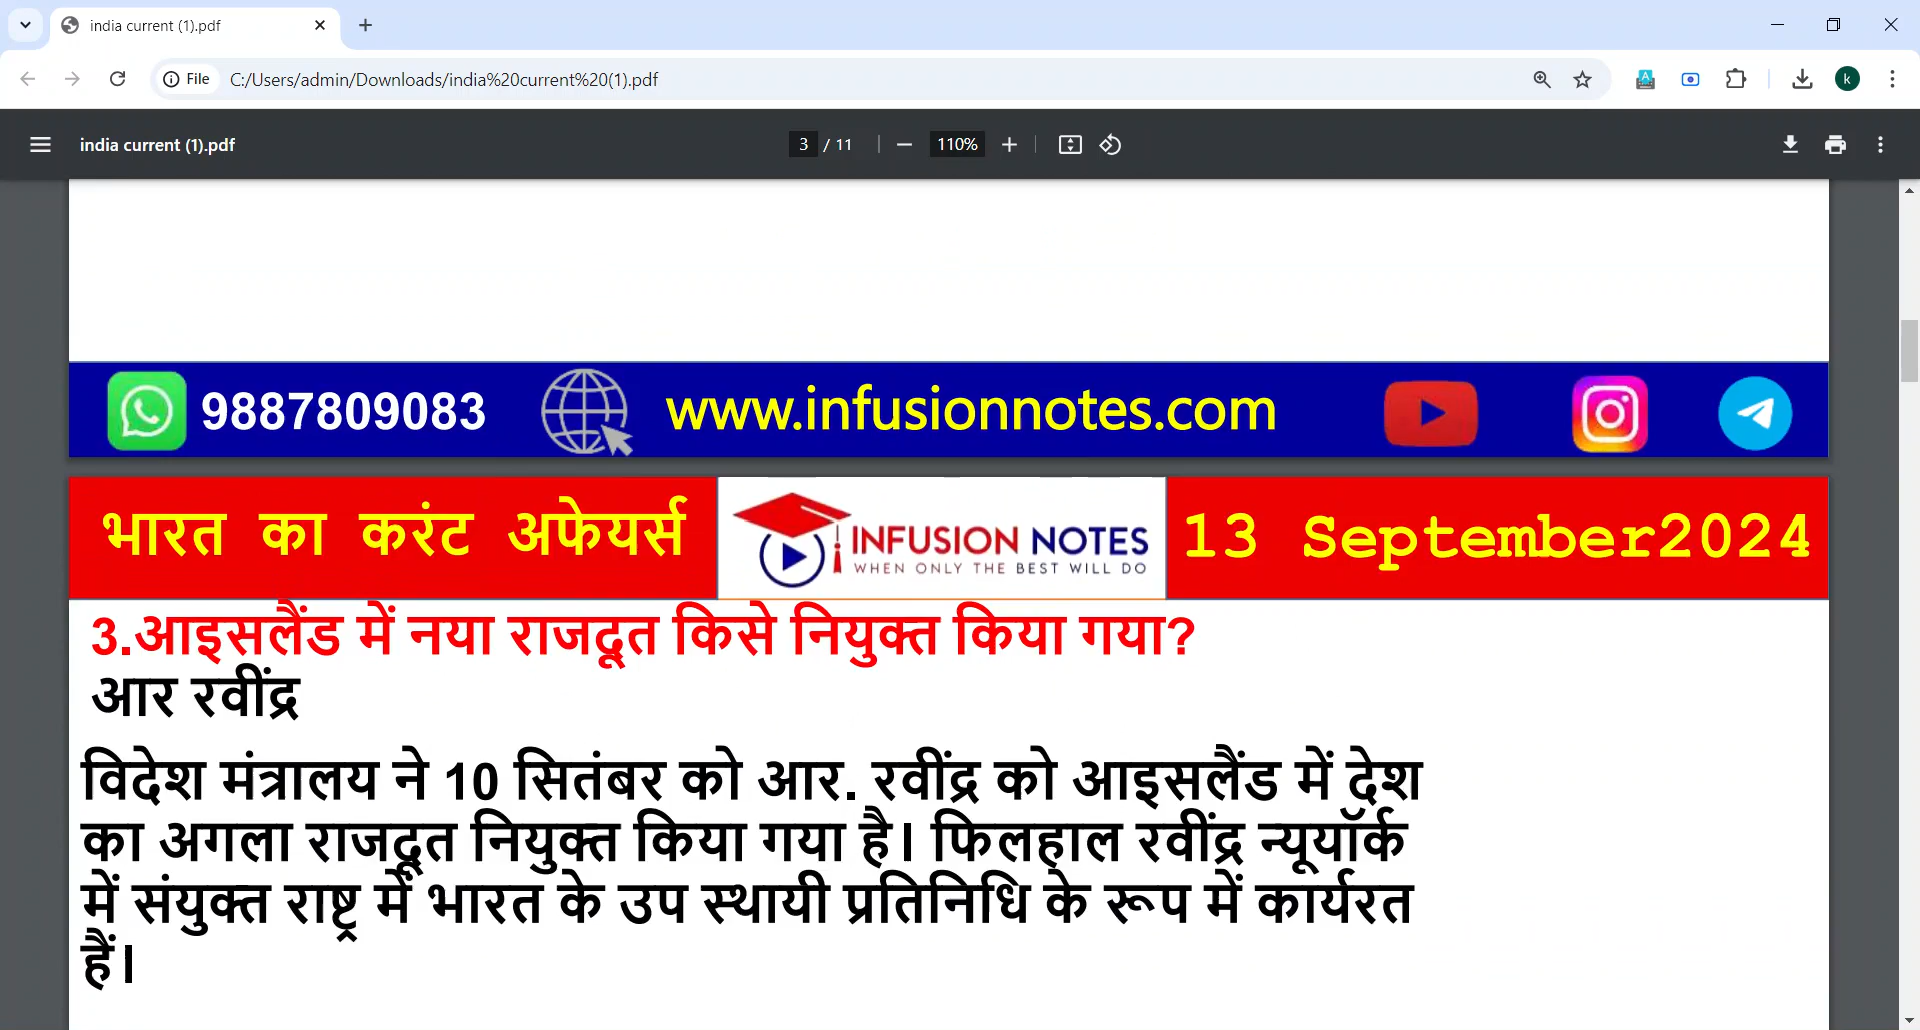 india current (1).pdf
File
C:/Users/admin/Downloads/india%20current%20(1).pdf
k
india current (1).pdf
3 / 11
110%
9887809083
www.infusionnotes.com
भारत का करंट अफेयर्स
INFUSION NOTES
WHEN ONLY THE BEST WILL DO
13 September2024
3.आइसलैंड में नया राजदूत किसे नियुक्त किया गया?
आर रवींद्र
विदेश मंत्रालय ने 10 सितंबर को आर. रवींद्र को आइसलैंड में देश
का अगला राजदूत नियुक्त किया गया है। फिलहाल रवींद्र न्यूयॉर्क
में संयुक्त राष्ट्र में भारत के उप स्थायी प्रतिनिधि के रूप में कार्यरत
हैं।